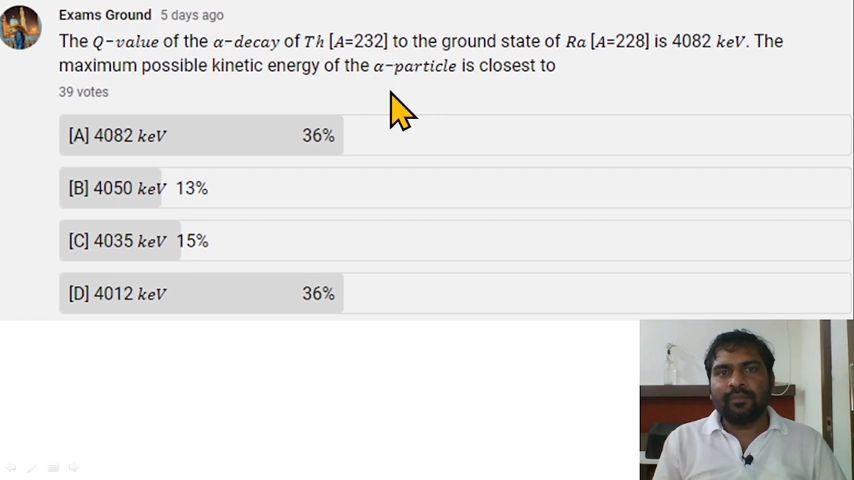 Exams Ground 5 days ago
The Q−value of the α−decay of Th [A=232] to the ground state of Ra [A=228] is 4082 keV. The
maximum possible kinetic energy of the α−particle is closest to
39 votes
[A] 4082 keV 36%
[B] 4050 keV 13%
[C] 4035 keV 15%
[D] 4012 keV 36%